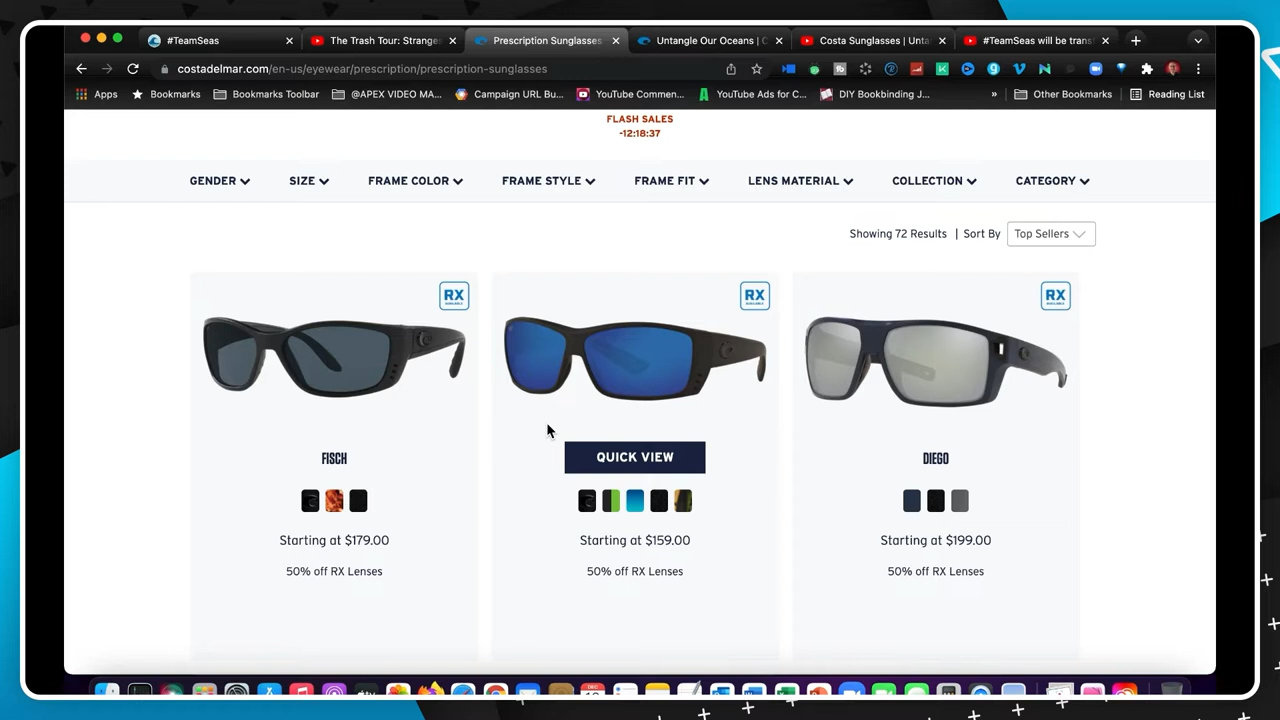 #TeamSeas
The Trash Tour: Stranges
Prescription Sunglasses
Untangle Our Oceans | C
Costa Sunglasses | Unta
#TeamSeas will be trans
costadelmar.com/en-us/eyewear/prescription/prescription-sunglasses
Apps
Bookmarks
Bookmarks Toolbar
@APEX VIDEO MA...
Campaign URL Bu...
YouTube Commen...
YouTube Ads for C...
DIY Bookbinding J...
»
Other Bookmarks
Reading List
FLASH SALES
-12:18:37
GENDER
SIZE
FRAME COLOR
FRAME STYLE
FRAME FIT
LENS MATERIAL
COLLECTION
CATEGORY
Showing 72 Results | Sort By Top Sellers
RX
RX
RX
QUICK VIEW
FISCH
DIEGO
Starting at $179.00
Starting at $159.00
Starting at $199.00
50% off RX Lenses
50% off RX Lenses
50% off RX Lenses